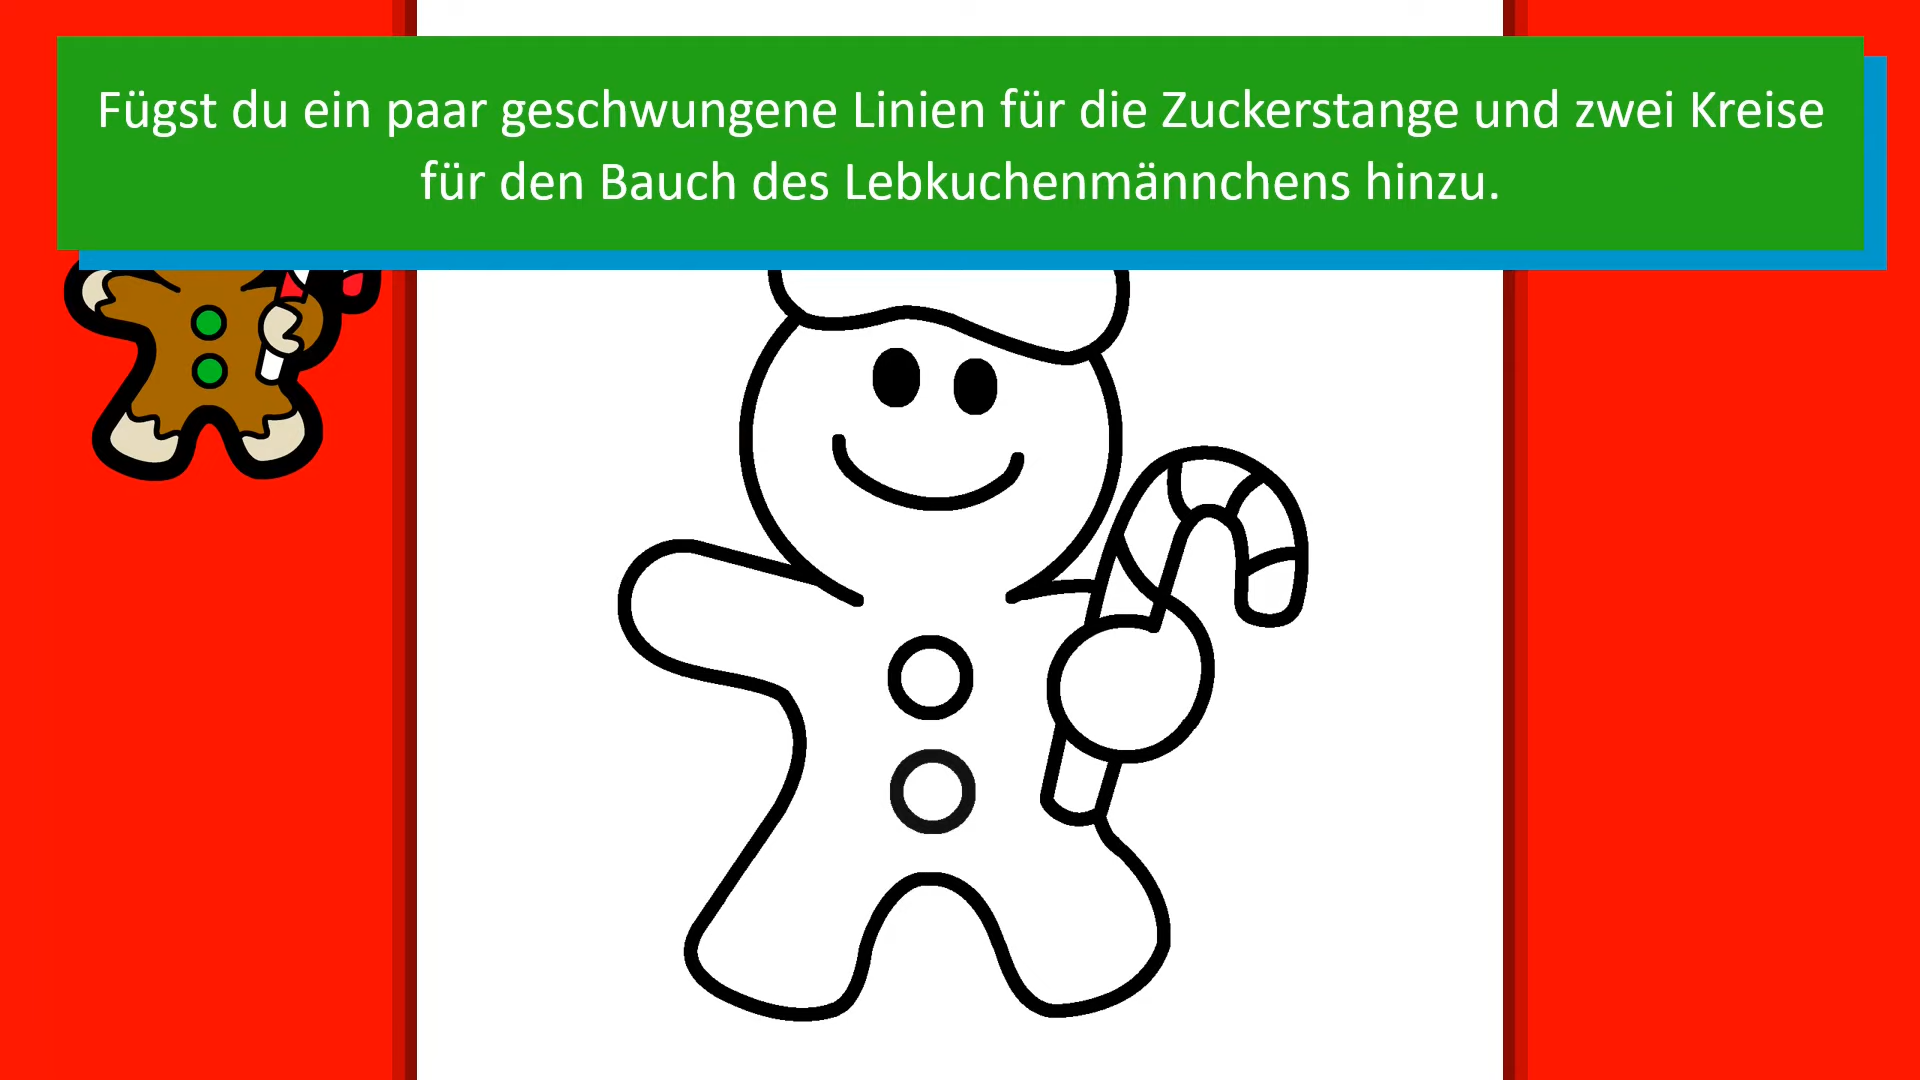 Fügst du ein paar geschwungene Linien für die Zuckerstange und zwei Kreise
für den Bauch des Lebkuchenmännchens hinzu.